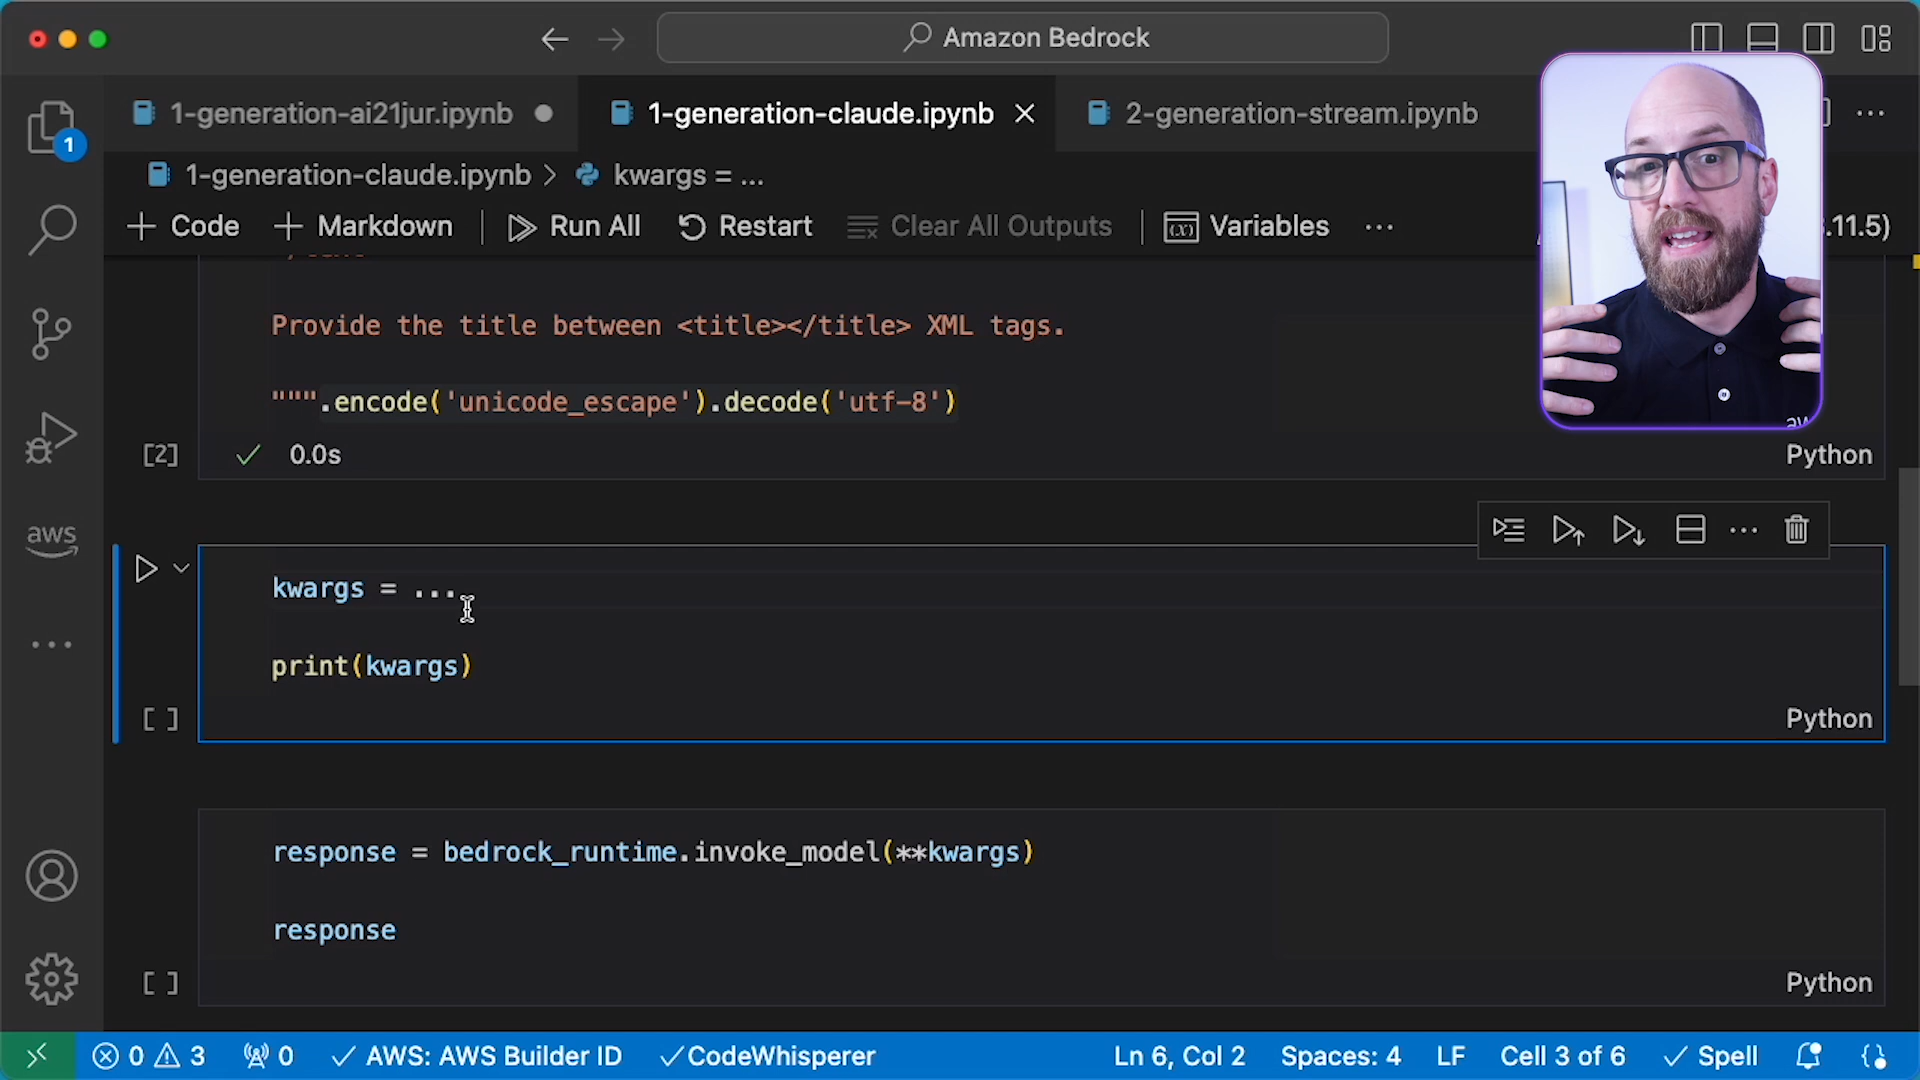 Amazon Bedrock
1-generation-ai21jur.ipynb
1-generation-claude.ipynb
2-generation-stream.ipynb
1
1-generation-claude.ipynb > kwargs = ...
+ Code + Markdown
Run All
Restart
Clear All Outputs
Variables
...
.11.5)
Provide the title between <title></title> XML tags.
""".encode('unicode_escape').decode('utf-8')
[2]
0.0s
Python
aws
kwargs = ...
print(kwargs)
[ ]
Python
response = bedrock_runtime.invoke_model(**kwargs)
response
[ ]
Python
0 3
0
AWS: AWS Builder ID
CodeWhisperer
Ln 6, Col 2
Spaces: 4
LF
Cell 3 of 6
Spell